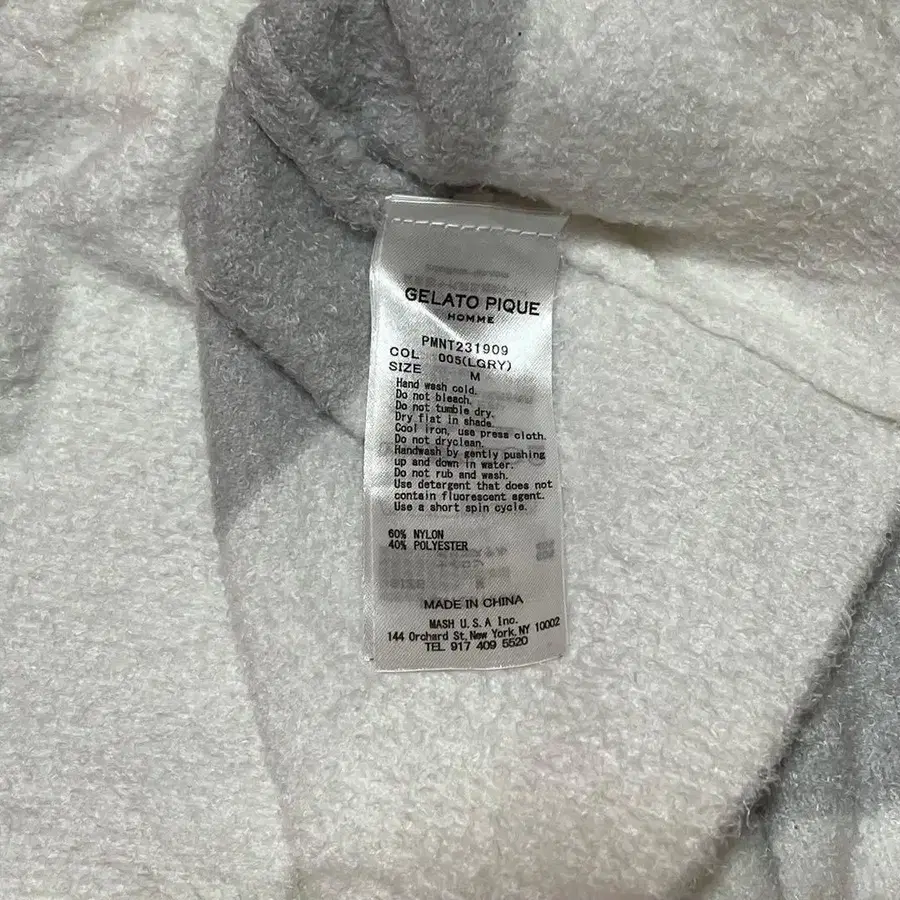 GELATO PIQUE
HOMME
PMNT231909
COL 005(LGRY)
SIZE M
Hand wash cold.
Do not bleach.
Do not tumble dry.
Dry flat in shade.
Cool iron, use press cloth.
Do not dryclean.
Handwash by gently pushing
up and down in water.
Do not rub and wash.
Use detergent that does not
contain fluorescent agent.
Use a short spin cycle.
60% NYLON
40% POLYESTER
MADE IN CHINA
MASH U.S.A Inc.
144 Orchard St, New York, NY 10002
TEL 917 409 5520